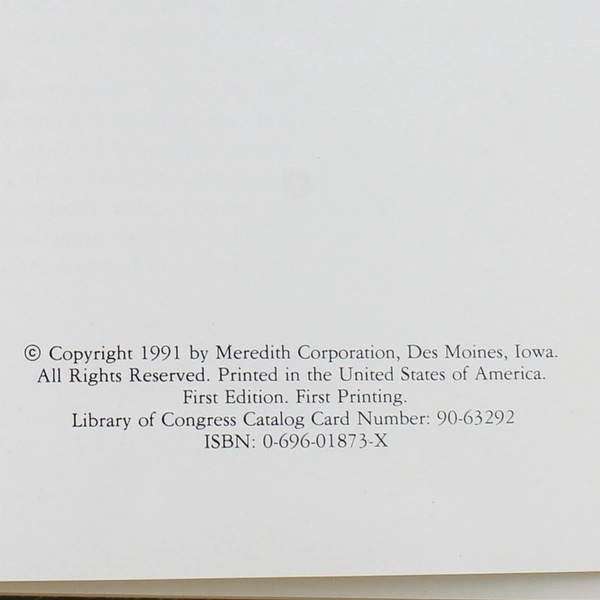 © Copyright 1991 by Meredith Corporation, Des Moines, Iowa.
All Rights Reserved. Printed in the United States of America.
First Edition. First Printing.
Library of Congress Catalog Card Number: 90-63292
ISBN: 0-696-01873-X